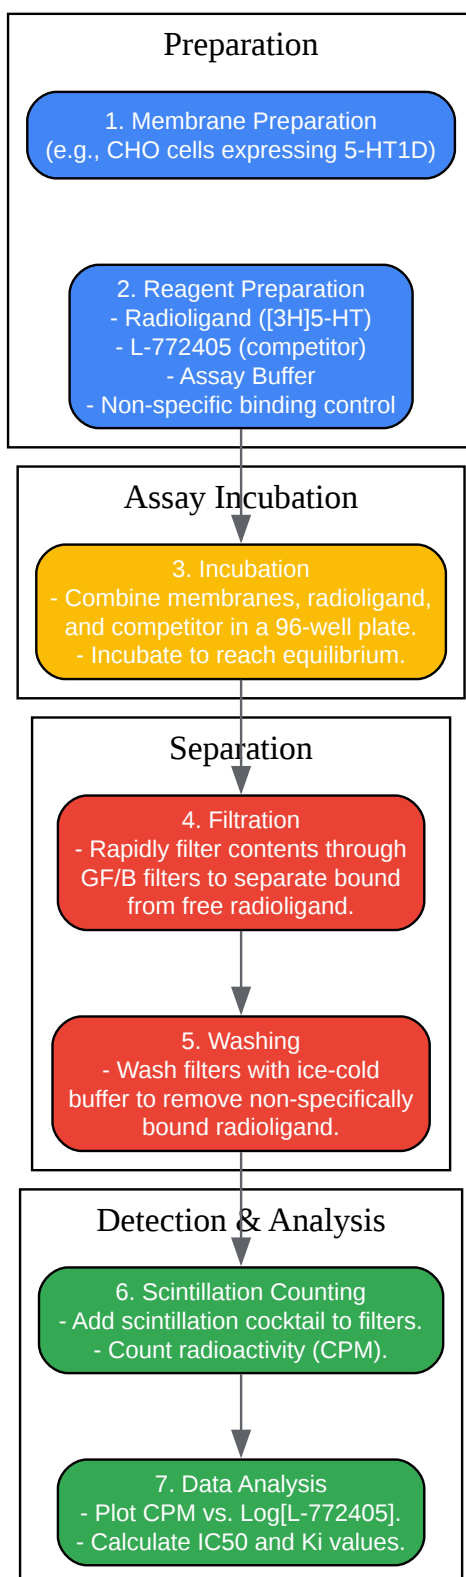 Preparation
1. Membrane Preparation
(e.g., CHO cells expressing 5-HT1D)
2. Reagent Preparation
- Radioligand ([3H]5-HT)
- L-772405 (competitor)
- Assay Buffer
- Non-specific binding control
Assay Incubation
3. Incubation
- Combine membranes, radioligand,
and competitor in a 96-well plate.
- Incubate to reach equilibrium.
Separation
4. Filtration
- Rapidly filter contents through
GF/B filters to separate bound
from free radioligand.
5. Washing
- Wash filters with ice-cold
buffer to remove non-specifically
bound radioligand.
Detection & Analysis
6. Scintillation Counting
- Add scintillation cocktail to filters.
- Count radioactivity (CPM).
7. Data Analysis
- Plot CPM vs. Log[L-772405].
- Calculate IC50 and Ki values.